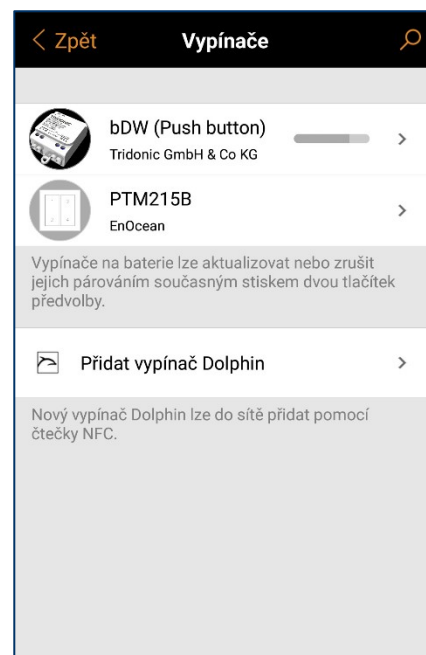 Zpět
Vypínače
bDW (Push button)
Tridonic GmbH & Co KG
PTM215B
EnOcean
Vypínače na baterie lze aktualizovat nebo zrušit
jejich párováním současným stiskem dvou tlačítek
předvolby.
Přidat vypínač Dolphin
Nový vypínač Dolphin lze do sítě přidat pomocí
čtečky NFC.